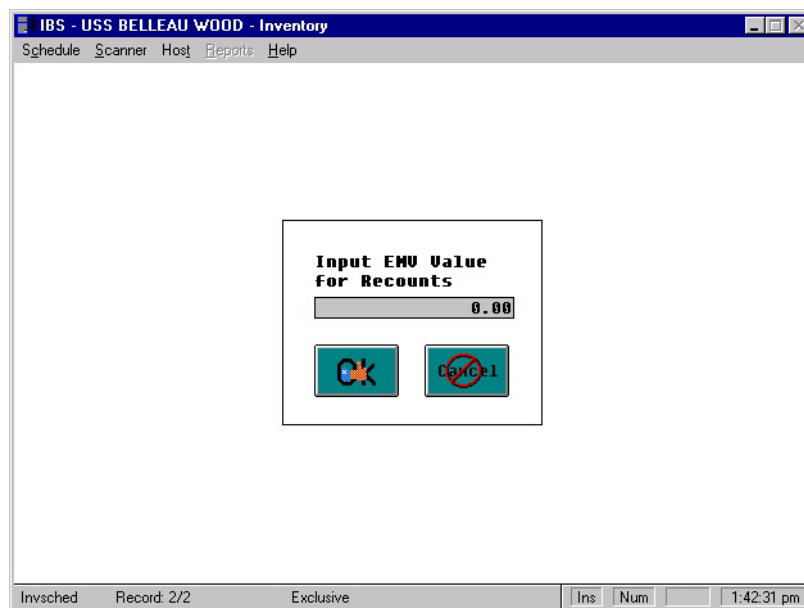 IBS - USS BELLEAU WOOD - Inventory
Schedule Scanner Host Reports Help
Input EMV Value
for Recounts
0.00
Ok Cancel
Invsched Record: 2/2 Exclusive Ins Num 1:42:31 pm